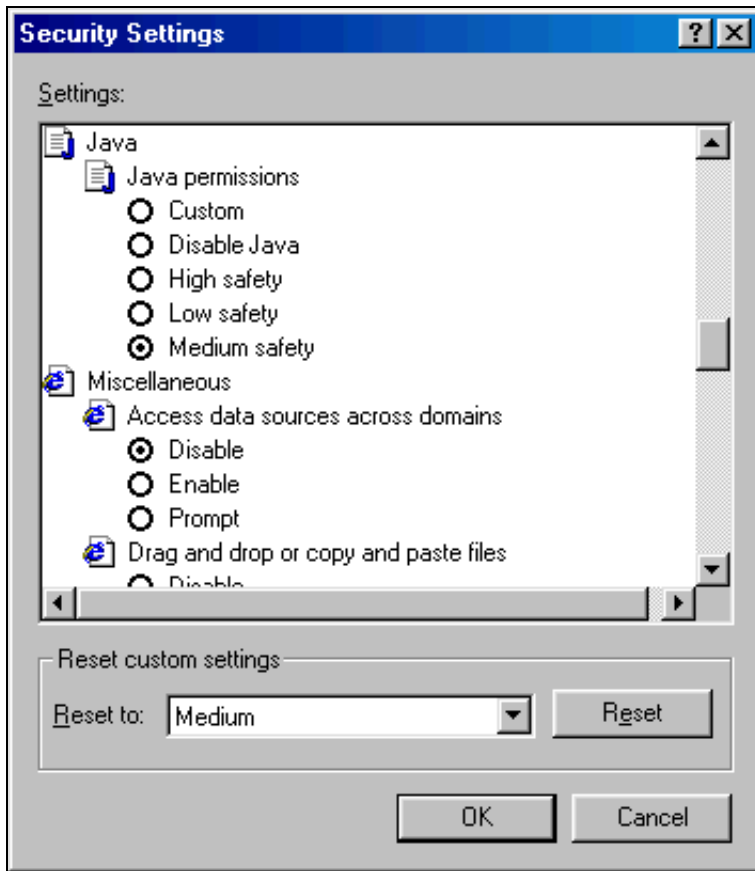 Security Settings
Settings:
Java
Java permissions
Custom
Disable Java
High safety
Low safety
Medium safety
Miscellaneous
Access data sources across domains
Disable
Enable
Prompt
Drag and drop or copy and paste files
Disable
Reset custom settings
Reset to: Medium Reset
OK Cancel